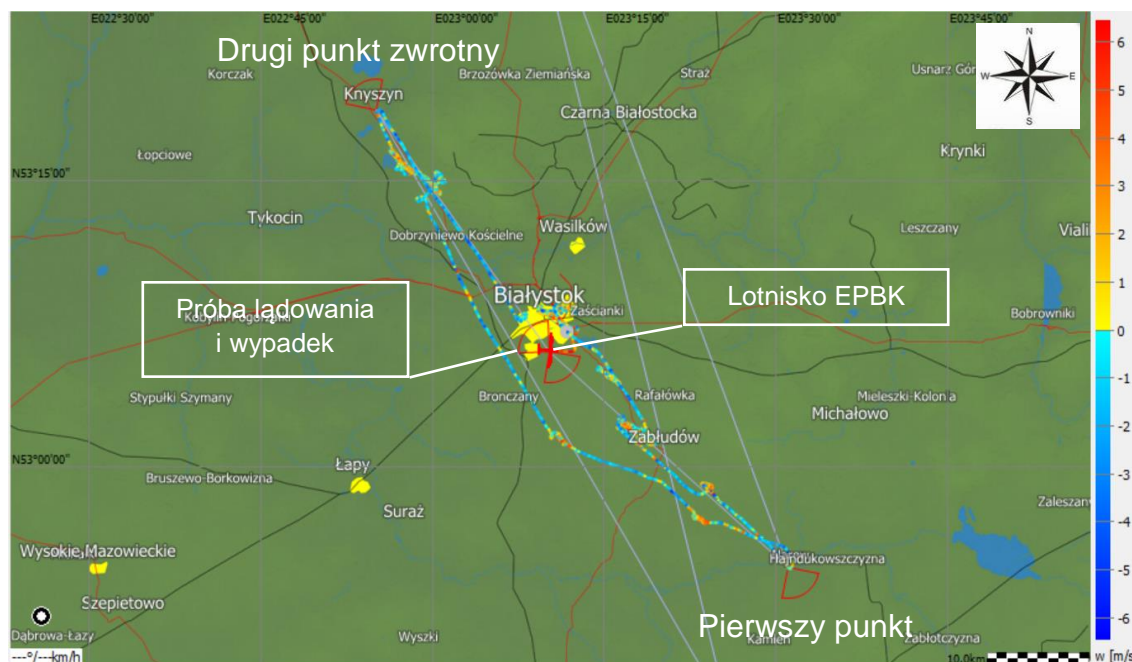 E022°30'00"
E022°45'00"
E023°00'00"
E023°15'00"
E023°30'00"
E023°45'00"
6
5
4
3
2
1
0
-1
-2
-3
-4
-5
-6
w [m/s
N
W
E
S
Drugi punkt zwrotny
Korczak
Brzozówka Ziemiańska
Straż
Usnarz Gór
Knyszyn
Czarna Białostocka
Łopciowe
Krynki
N53°15'00"
Tykocin
Wasilków
Dobrzyniewo Kościelne
Leszczany
Viali
Białystok
Zaścianki
Bobrowniki
Próba lądowania
i wypadek
Lotnisko EPBK
Stypułki Szymany
Bronczany
Rafałówka
Mieleszki-Kolonia
Michałowo
Zabłudów
N53°00'00"
Łapy
Bruszewo-Borkowizna
Suraż
Zaleszany
Wysokie Mazowieckie
Hajdukowszczyzna
Szepietowo
Pierwszy punkt
Dąbrowa-Łazy
Wyszki
Kamień
Zabłotczyzna
---°/---km/h
10.0km